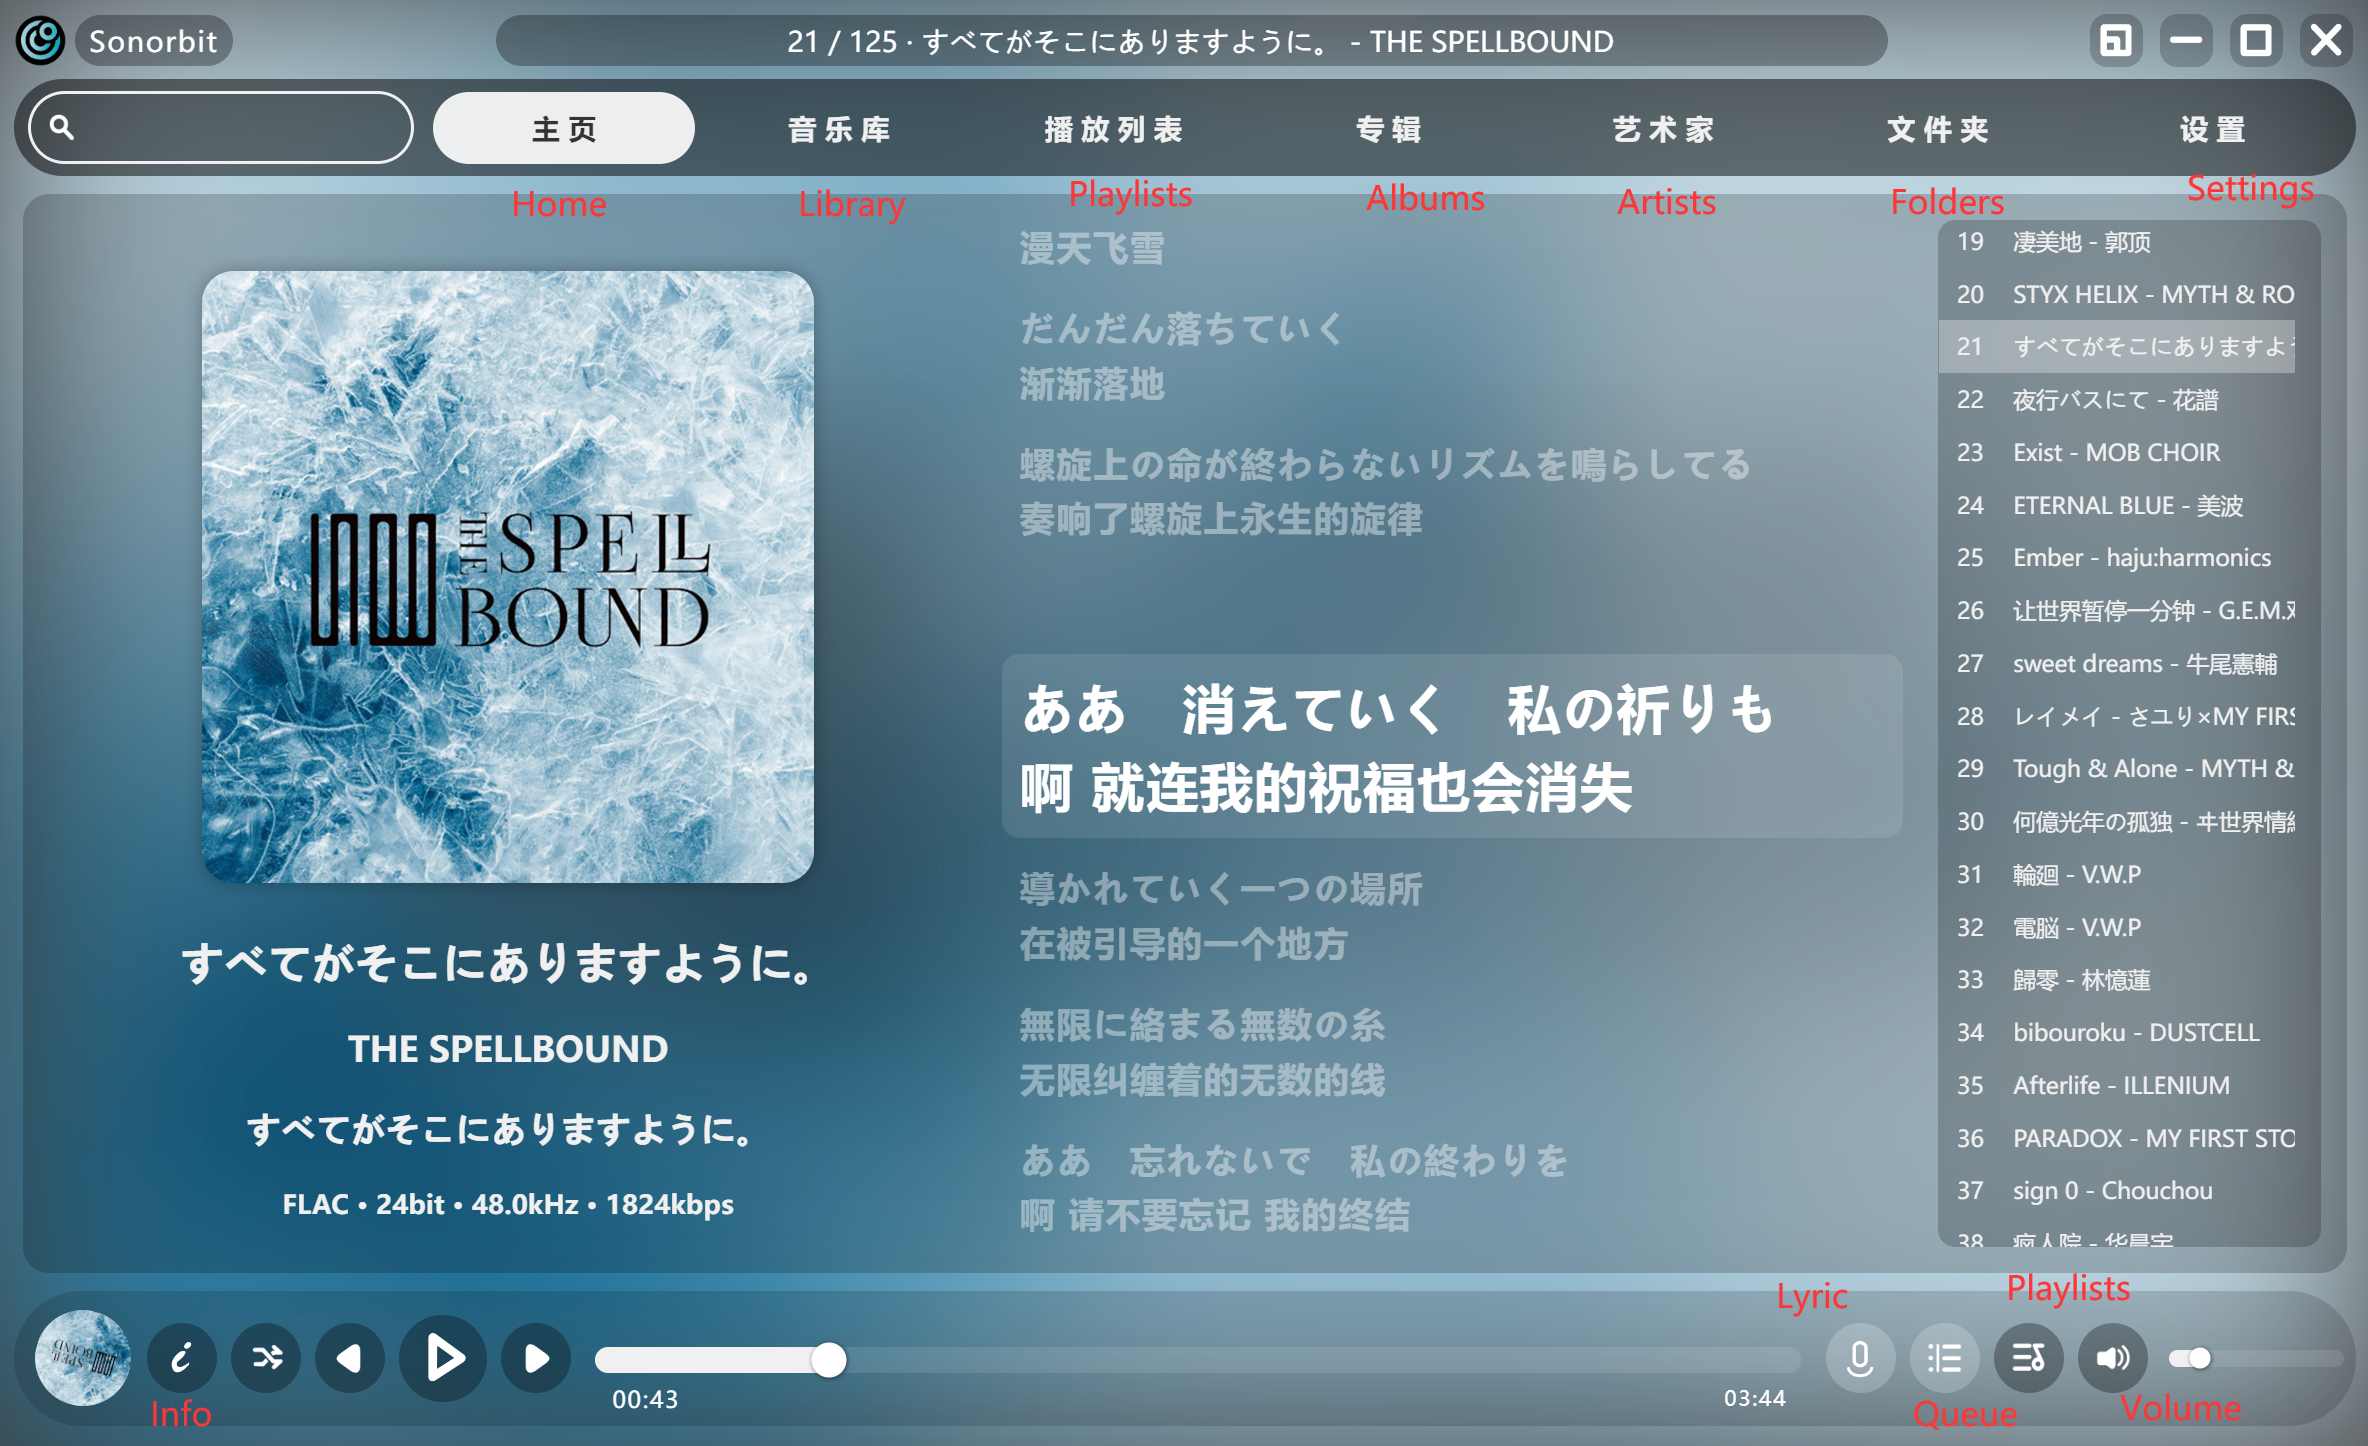 Sonorbit
21 / 125 · すべてがそこにありますように。 - THE SPELLBOUND
主页
音乐库
播放列表
专辑
艺术家
文件夹
设置
Home
Library
Playlists
Albums
Artists
Folders
Settings
THE SPELL
BOUND
すべてがそこにありますように。
THE SPELLBOUND
すべてがそこにありますように。
FLAC • 24bit • 48.0kHz • 1824kbps
漫天飞雪
だんだん落ちていく
渐渐落地
螺旋上の命が終わらないリズムを鳴らしてる
奏响了螺旋上永生的旋律
ああ　消えていく　私の祈りも
啊 就连我的祝福也会消失
導かれていく一つの場所
在被引导的一个地方
無限に絡まる無数の糸
无限纠缠着的无数的线
ああ　忘れないで　私の終わりを
啊 请不要忘记 我的终结
19 凄美地 - 郭顶
20 STYX HELIX - MYTH & RO
21 すべてがそこにありますよ
22 夜行バスにて - 花譜
23 Exist - MOB CHOIR
24 ETERNAL BLUE - 美波
25 Ember - haju:harmonics
26 让世界暂停一分钟 - G.E.M.
27 sweet dreams - 牛尾憲輔
28 レイメイ - さユり×MY FIRS
29 Tough & Alone - MYTH &
30 何億光年の孤独 - ヰ世界情
31 輪廻 - V.W.P
32 電脳 - V.W.P
33 歸零 - 林憶蓮
34 bibouroku - DUSTCELL
35 Afterlife - ILLENIUM
36 PARADOX - MY FIRST STO
37 sign 0 - Chouchou
38 疯人院 - 华晨宇
Lyric
Playlists
THE SPELL
BOUND
00:43
03:44
Info
Queue
Volume